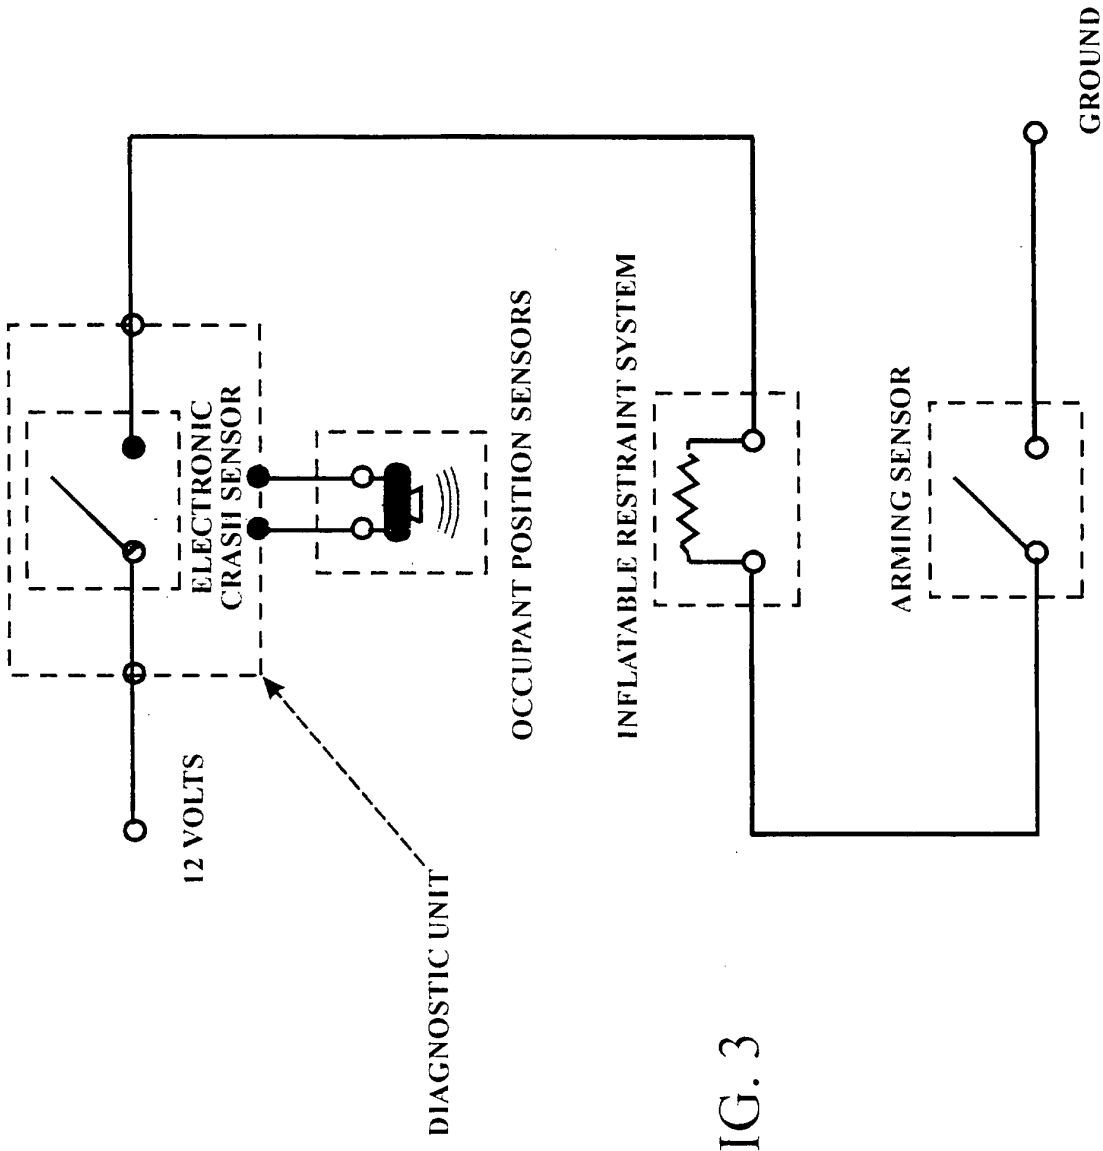 12 VOLTS
ELECTRONIC
CRASH SENSOR
DIAGNOSTIC UNIT
OCCUPANT POSITION SENSORS
INFLATABLE RESTRAINT SYSTEM
ARMING SENSOR
GROUND
IG. 3